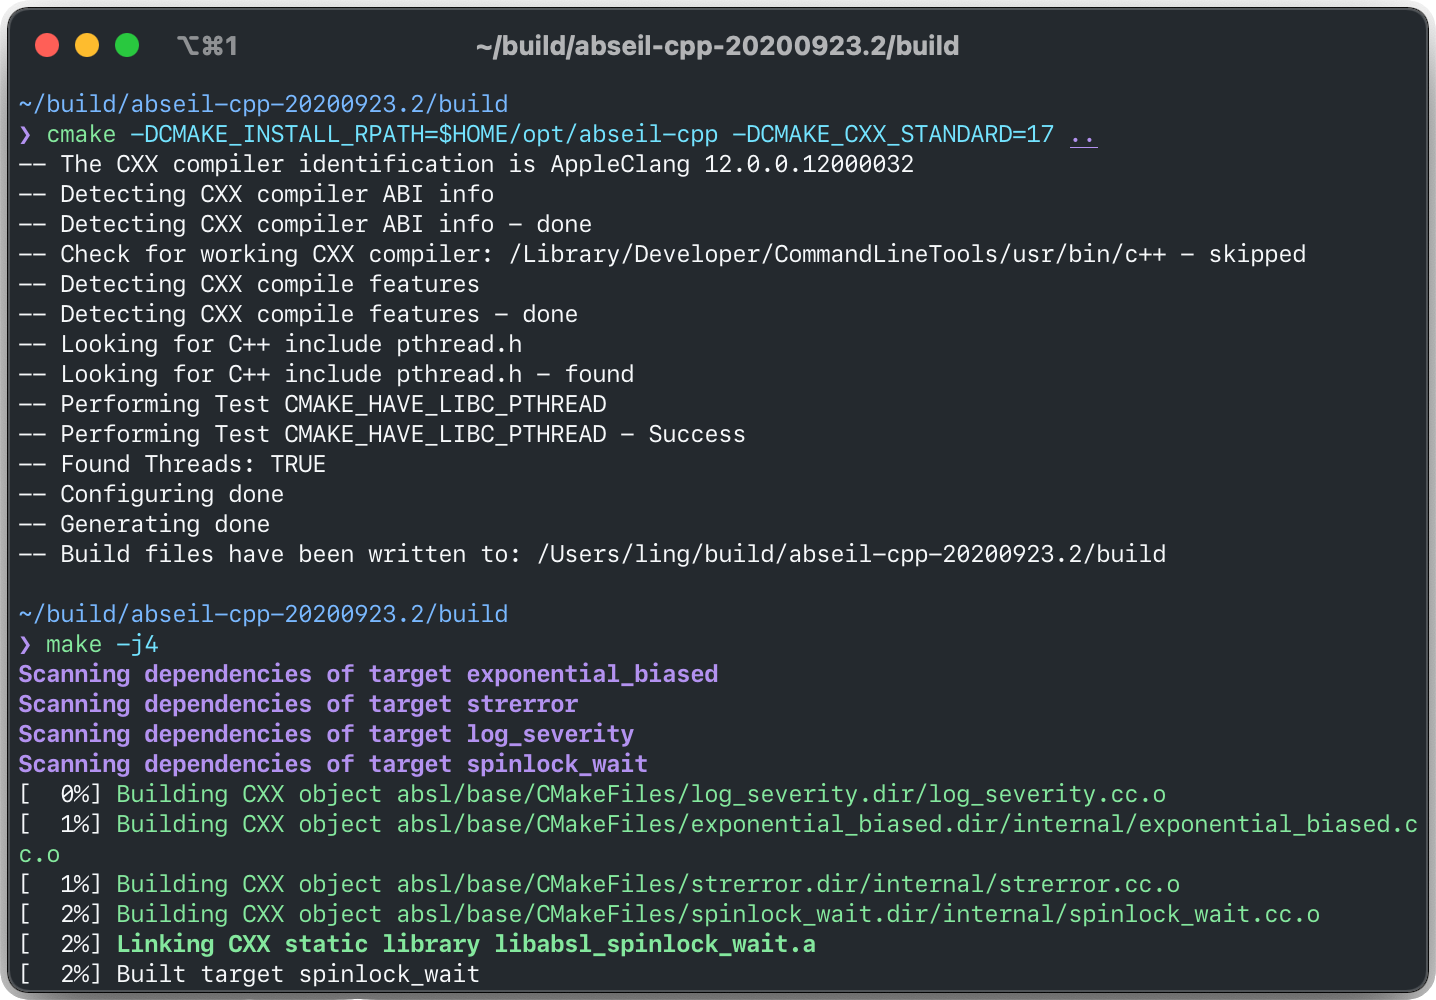 ⌥⌘1
~/build/abseil-cpp-20200923.2/build
~/build/abseil-cpp-20200923.2/build
❯ cmake -DCMAKE_INSTALL_RPATH=$HOME/opt/abseil-cpp -DCMAKE_CXX_STANDARD=17 ..
-- The CXX compiler identification is AppleClang 12.0.0.12000032
-- Detecting CXX compiler ABI info
-- Detecting CXX compiler ABI info - done
-- Check for working CXX compiler: /Library/Developer/CommandLineTools/usr/bin/c++ - skipped
-- Detecting CXX compile features
-- Detecting CXX compile features - done
-- Looking for C++ include pthread.h
-- Looking for C++ include pthread.h - found
-- Performing Test CMAKE_HAVE_LIBC_PTHREAD
-- Performing Test CMAKE_HAVE_LIBC_PTHREAD - Success
-- Found Threads: TRUE
-- Configuring done
-- Generating done
-- Build files have been written to: /Users/ling/build/abseil-cpp-20200923.2/build
~/build/abseil-cpp-20200923.2/build
❯ make -j4
Scanning dependencies of target exponential_biased
Scanning dependencies of target strerror
Scanning dependencies of target log_severity
Scanning dependencies of target spinlock_wait
[  0%] Building CXX object absl/base/CMakeFiles/log_severity.dir/log_severity.cc.o
[  1%] Building CXX object absl/base/CMakeFiles/exponential_biased.dir/internal/exponential_biased.c
c.o
[  1%] Building CXX object absl/base/CMakeFiles/strerror.dir/internal/strerror.cc.o
[  2%] Building CXX object absl/base/CMakeFiles/spinlock_wait.dir/internal/spinlock_wait.cc.o
[  2%] Linking CXX static library libabsl_spinlock_wait.a
[  2%] Built target spinlock_wait